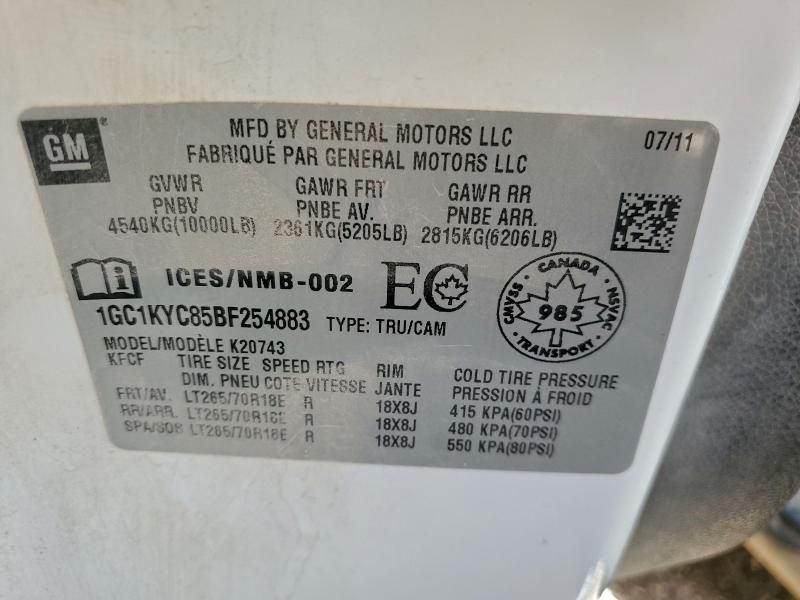 GM
MFD BY GENERAL MOTORS LLC 07/11
FABRIQUÉ PAR GENERAL MOTORS LLC
GVWR GAWR FRT GAWR RR
PNBV PNBE AV. PNBE ARR.
4540KG(10000LB) 2361KG(5205LB) 2815KG(6206LB)
i ICES/NMB-002 EC
CANADA
CMVSS NSVAC
985
TRANSPORT
1GC1KYC85BF254883 TYPE: TRU/CAM
MODEL/MODÈLE K20743
KFCF TIRE SIZE SPEED RTG RIM COLD TIRE PRESSURE
DIM. PNEU COTE VITESSE JANTE PRESSION À FROID
FRT/AV. LT265/70R18E R 18X8J 415 KPA(60PSI)
RR/ARR. LT265/70R18E R 18X8J 480 KPA(70PSI)
SPA/SOR LT265/70R18E R 18X8J 550 KPA(80PSI)